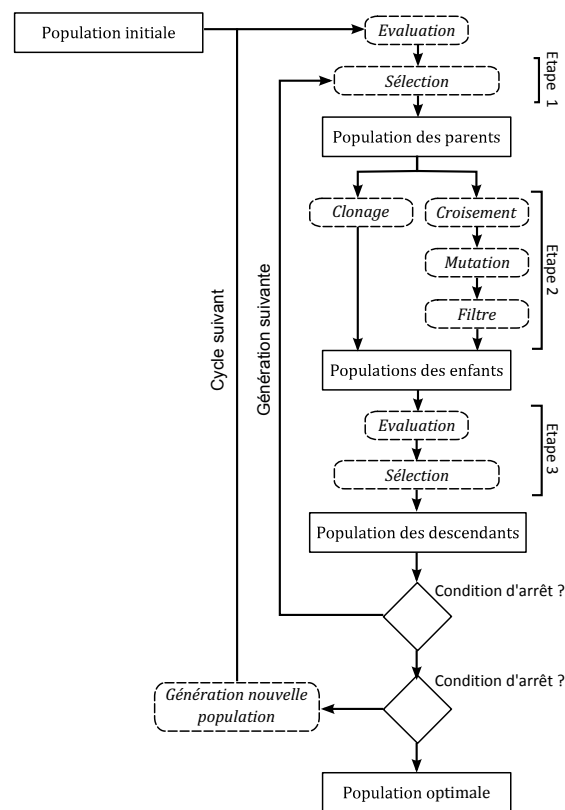 Population initiale
Evaluation
Etape 1
Sélection
Population des parents
Clonage
Croisement
Mutation
Etape 2
Filtre
Cycle suivant
Génération suivante
Populations des enfants
Evaluation
Etape 3
Sélection
Population des descendants
Condition d'arrêt ?
Condition d'arrêt ?
Génération nouvelle
population
Population optimale